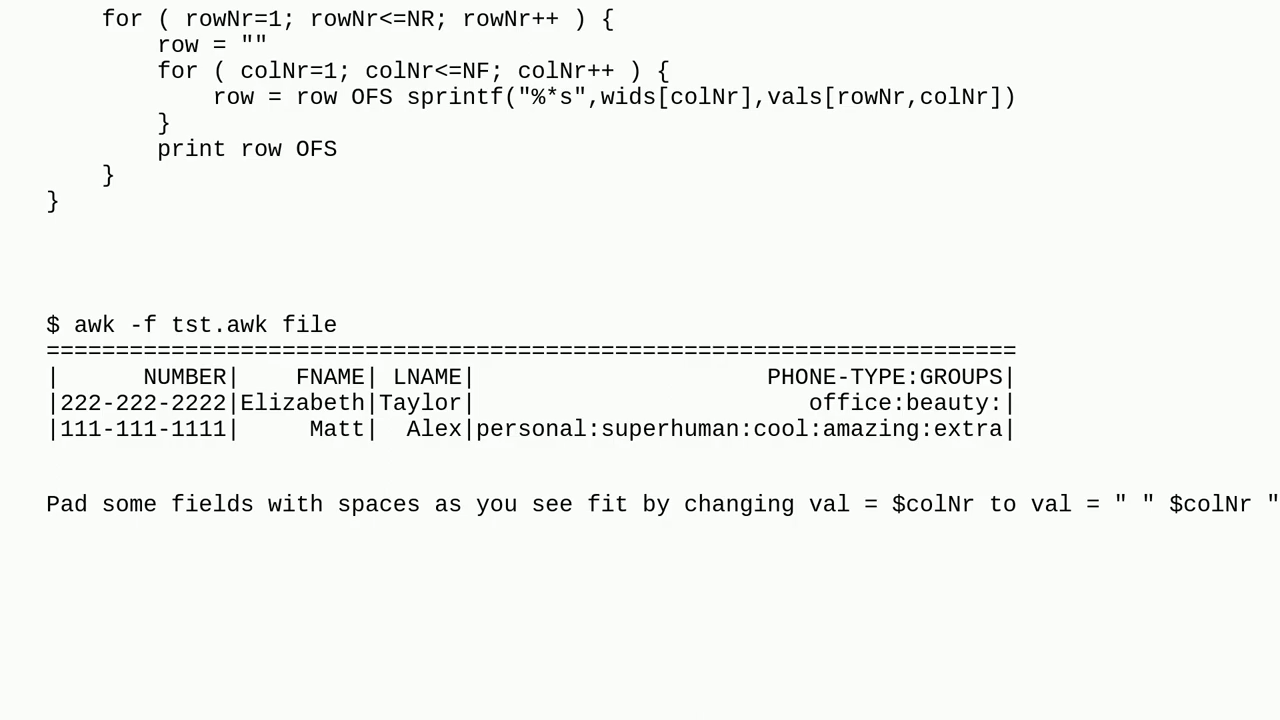 for ( rowNr=1; rowNr<=NR; rowNr++ ) {
row = ""
for ( colNr=1; colNr<=NF; colNr++ ) {
row = row OFS sprintf("%*s",wids[colNr],vals[rowNr,colNr])
}
print row OFS
}
}
$ awk -f tst.awk file
======================================================================
|      NUMBER|    FNAME| LNAME|                     PHONE-TYPE:GROUPS|
|222-222-2222|Elizabeth|Taylor|                        office:beauty:|
|111-111-1111|     Matt|  Alex|personal:superhuman:cool:amazing:extra|
Pad some fields with spaces as you see fit by changing val = $colNr to val = " " $colNr "